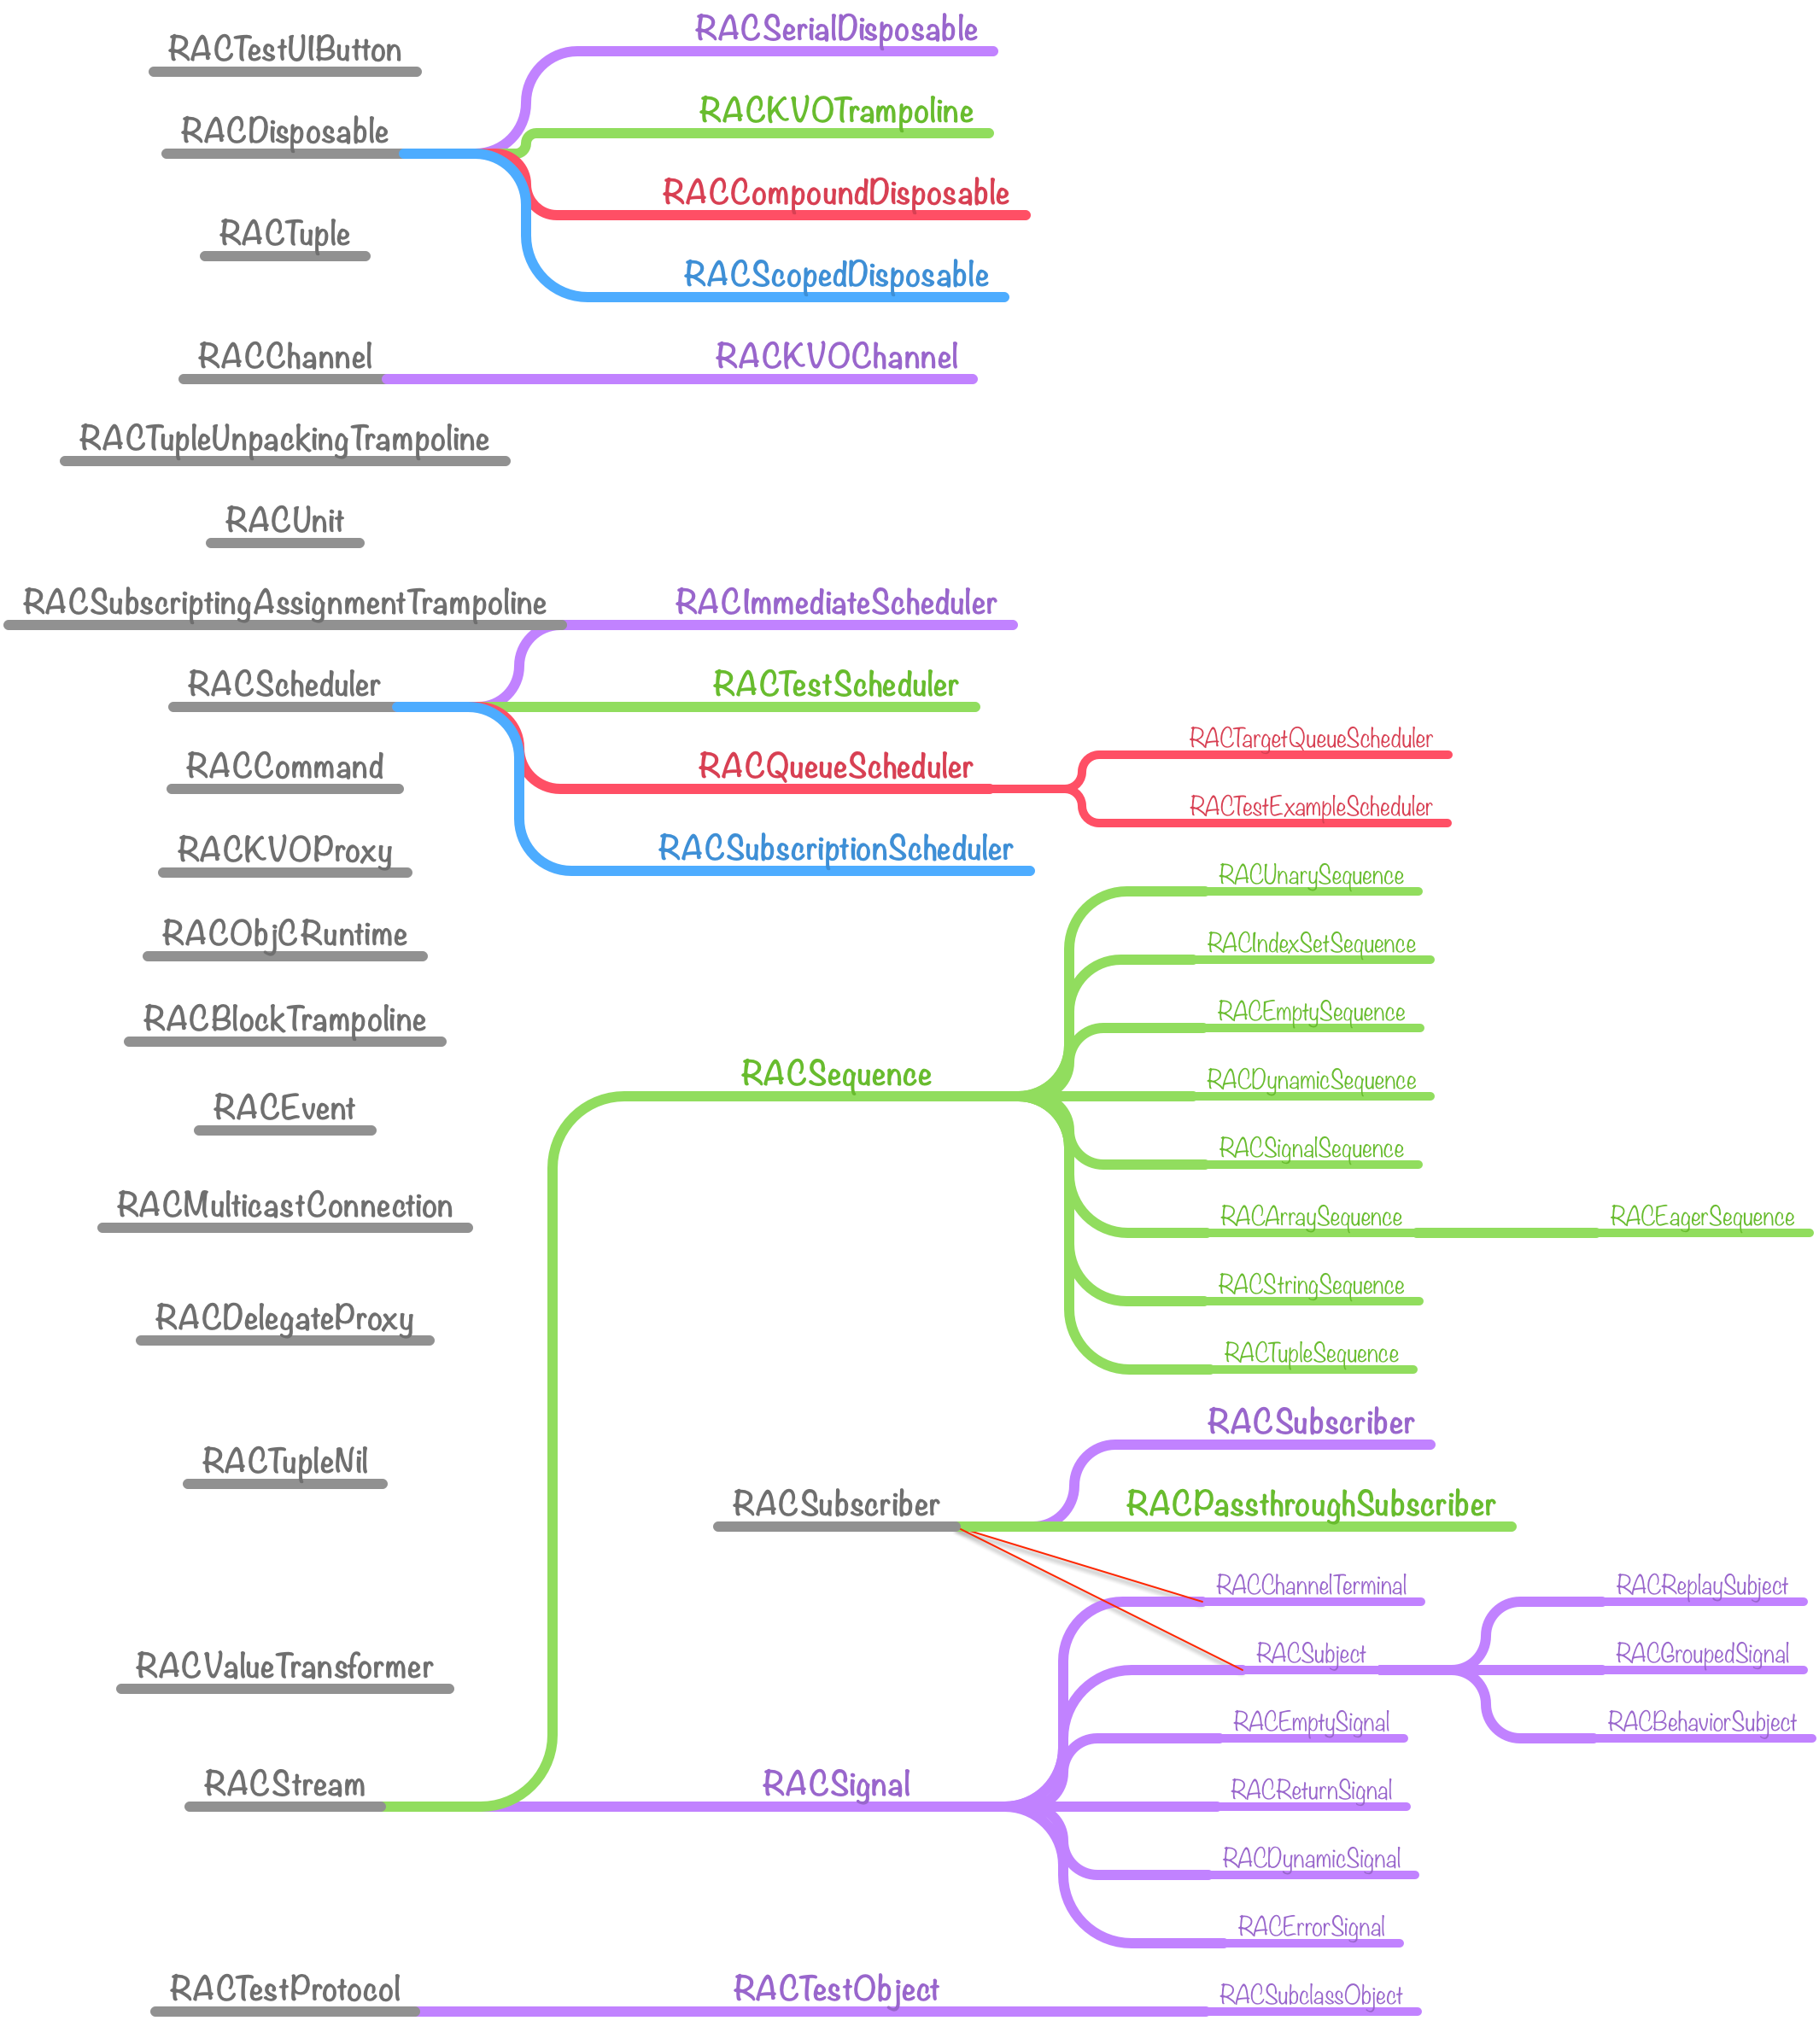 RACSerialDisposable
RACTestUIButton
RACKVOTrampoline
RACDisposable
RACCompoundDisposable
RACTuple
RACScopedDisposable
RACChannel
RACKVOChannel
RACTupleUnpackingTrampoline
RACUnit
RACSubscriptingAssignmentTrampoline
RACImmediateScheduler
RACScheduler
RACTestScheduler
RACTargetQueueScheduler
RACCommand
RACQueueScheduler
RACTestExampleScheduler
RACKVOProxy
RACSubscriptionScheduler
RACUnarySequence
RACObjCRuntime
RACIndexSetSequence
RACBlockTrampoline
RACEmptySequence
RACSequence
RACDynamicSequence
RACEvent
RACSignalSequence
RACMulticastConnection
RACArraySequence
RACEagerSequence
RACStringSequence
RACDelegateProxy
RACTupleSequence
RACSubscriber
RACTupleNil
RACSubscriber
RACPassthroughSubscriber
RACChannelTerminal
RACReplaySubject
RACValueTransformer
RACSubject
RACGroupedSignal
RACEmptySignal
RACBehaviorSubject
RACStream
RACSignal
RACReturnSignal
RACDynamicSignal
RACErrorSignal
RACTestProtocol
RACTestObject
RACSubclassObject